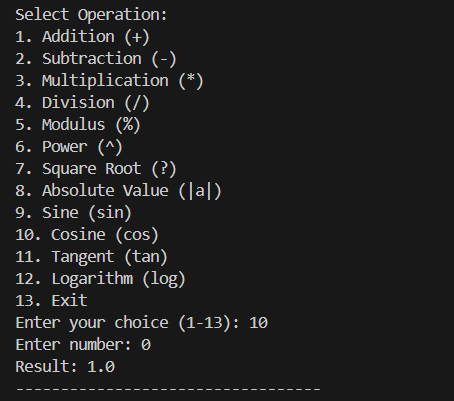 Select Operation:
1. Addition (+)
2. Subtraction (-)
3. Multiplication (*)
4. Division (/)
5. Modulus (%)
6. Power (^)
7. Square Root (?)
8. Absolute Value (|a|)
9. Sine (sin)
10. Cosine (cos)
11. Tangent (tan)
12. Logarithm (log)
13. Exit
Enter your choice (1-13): 10
Enter number: 0
Result: 1.0
----------------------------------